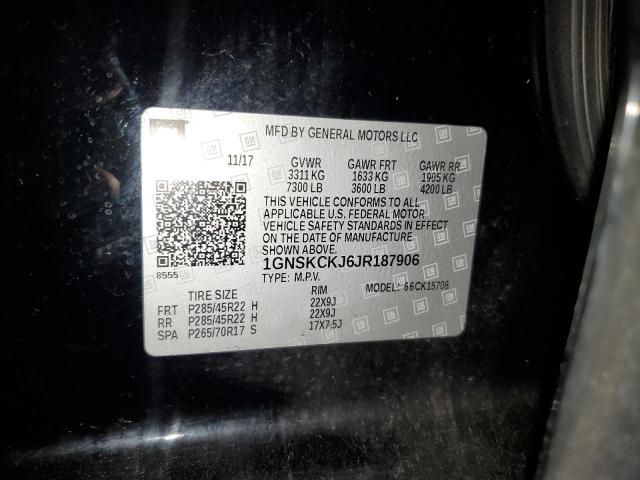 MFD BY GENERAL MOTORS LLC
11/17 GVWR GAWR FRT GAWR RR
3311 KG 1633 KG 1905 KG
7300 LB 3600 LB 4200 LB
THIS VEHICLE CONFORMS TO ALL
APPLICABLE U.S. FEDERAL MOTOR
VEHICLE SAFETY STANDARDS IN EFFECT
ON THE DATE OF MANUFACTURE
SHOWN ABOVE.
1GNSKCKJ6JR187906
8555
TYPE: M.P.V. MODEL: 66CK15706
TIRE SIZE RIM
FRT P285/45R22 H 22X9J
RR P285/45R22 H 22X9J
SPA P265/70R17 S 17X7.5J